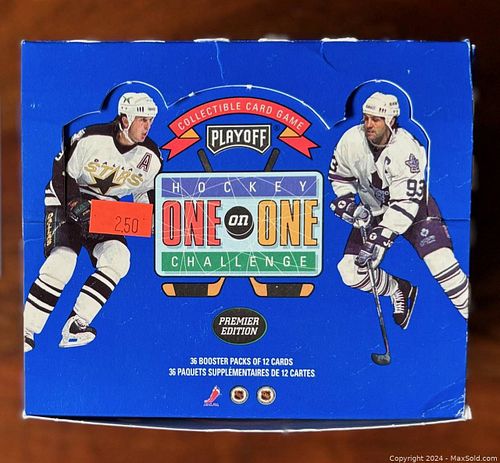 COLLECTIBLE CARD GAME
PLAYOFF
HOCKEY
ONE on ONE
CHALLENGE
DALLAS
STARS
A
93
2.50
PREMIER
EDITION
36 BOOSTER PACKS OF 12 CARDS
36 PAQUETS SUPPLÉMENTAIRES DE 12 CARTES
Copyright © 2024 - MaxSold.com